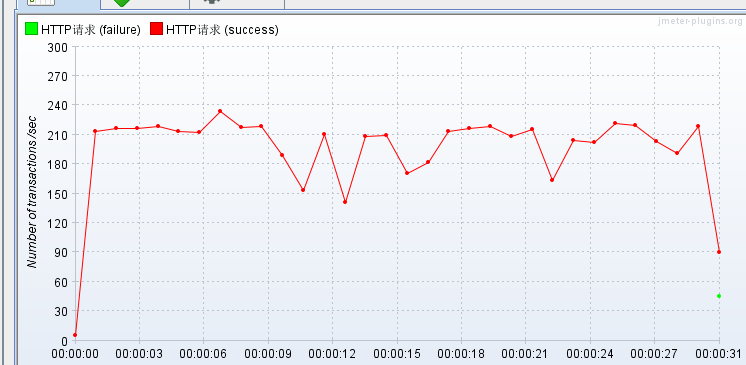 jmeter-plugins.org
HTTP请求 (failure) HTTP请求 (success)
300
270
240
210
180
150
120
90
60
30
0
Number of transactions /sec
00:00:00 00:00:03 00:00:06 00:00:09 00:00:12 00:00:15 00:00:18 00:00:21 00:00:24 00:00:27 00:00:31